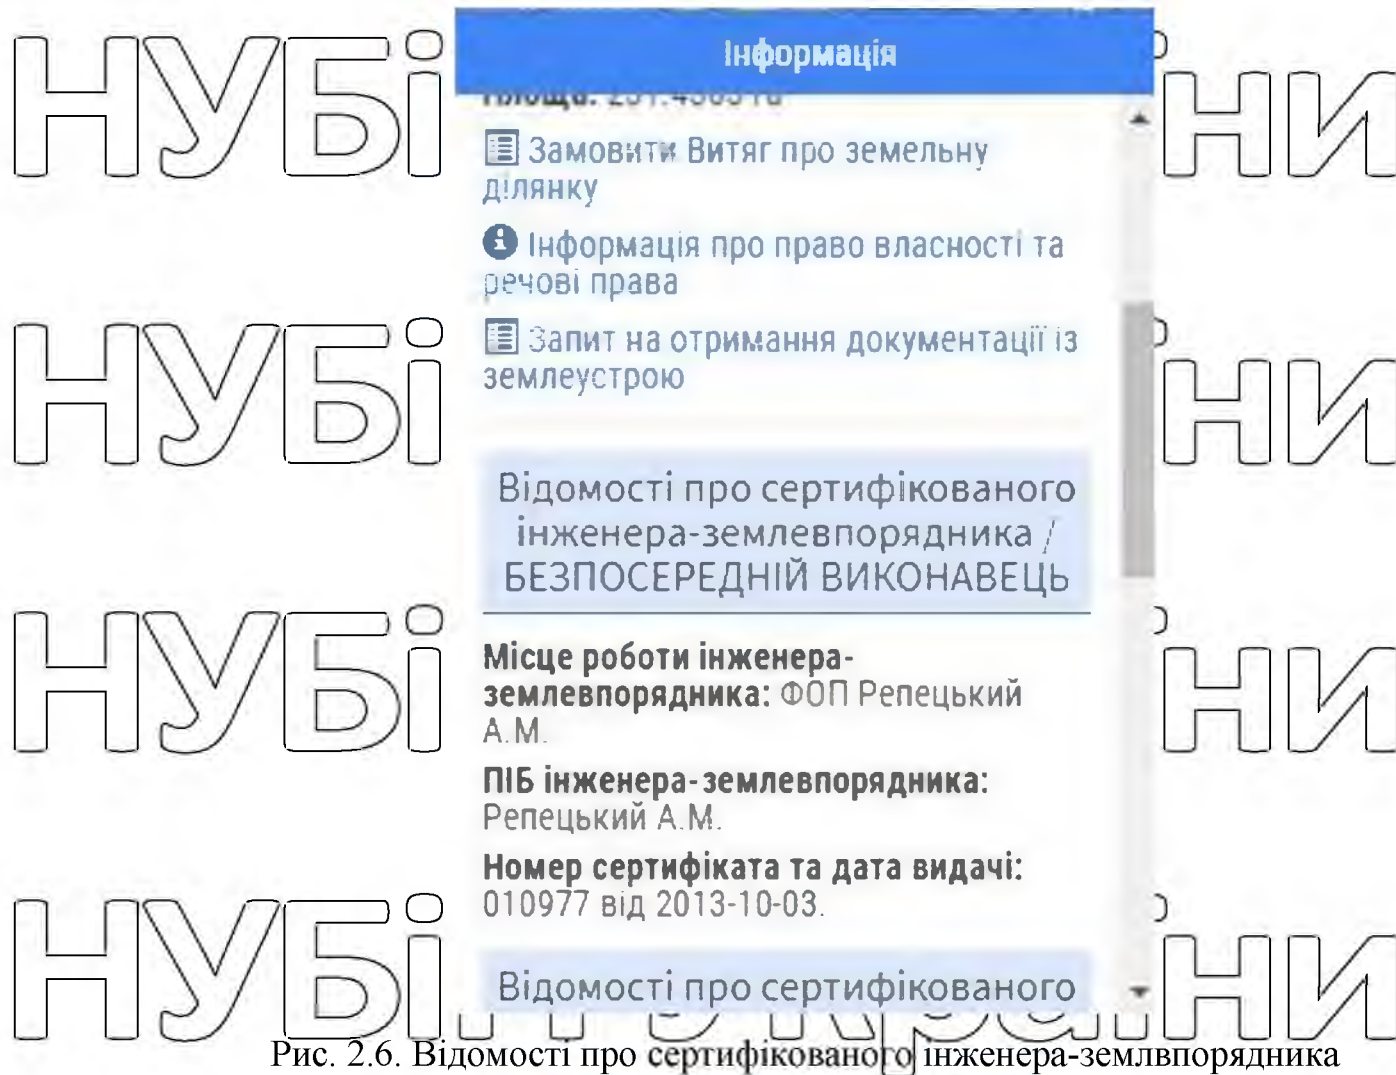 Інформація
Замовити Витяг про земельну
ділянку
Інформація про право власності та
речові права
Запит на отримання документації із
землеустрою
Відомості про сертифікованого
інженера-землевпорядника /
БЕЗПОСЕРЕДНІЙ ВИКОНАВЕЦЬ
Місце роботи інженера-
землевпорядника: ФОП Репецький
А.М.
ПІБ інженера-землевпорядника:
Репецький А.М.
Номер сертифіката та дата видачі:
010977 від 2013-10-03.
Відомості про сертифікованого
Рис. 2.6. Відомості про сертифікованого інженера-землвпорядника